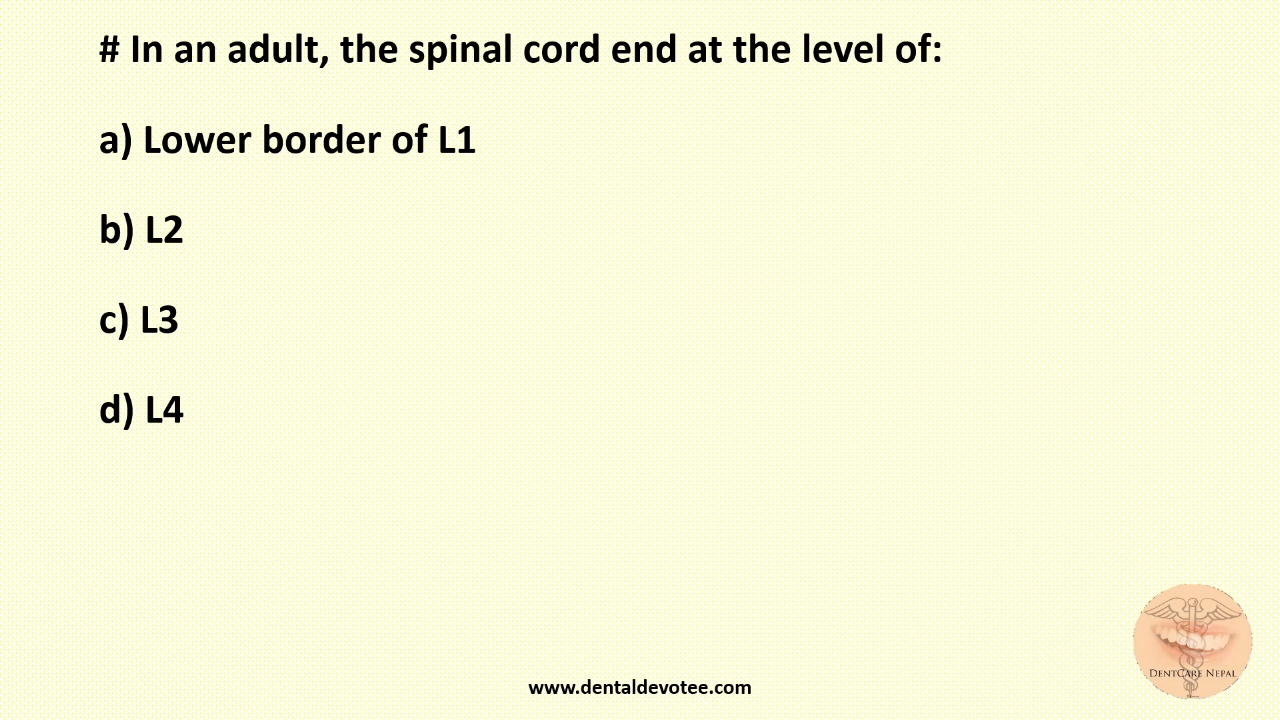 # In an adult, the spinal cord end at the level of:
a) Lower border of L1
b) L2
c) L3
d) L4
DentCare Nepal
www.dentaldevotee.com